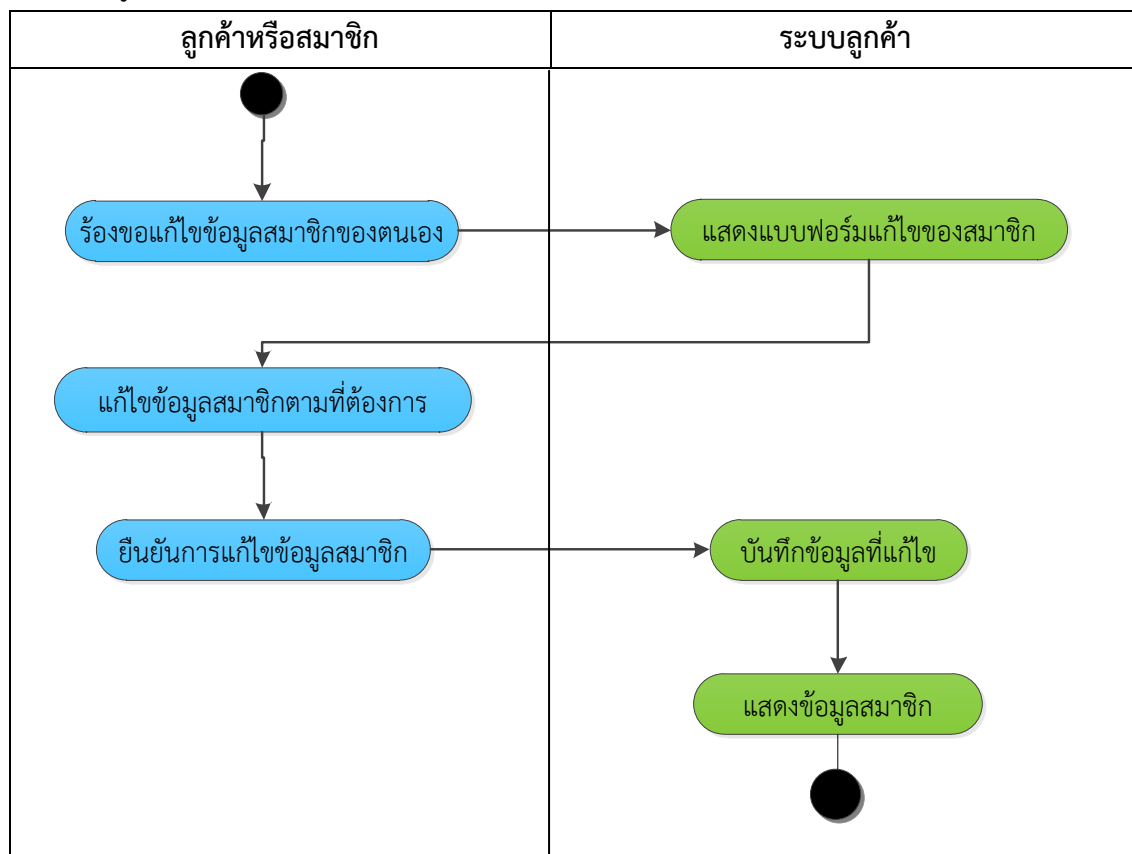 ลูกค้าหรือสมาชิก
ระบบลูกค้า
ร้องขอแก้ไขข้อมูลสมาชิกของตนเอง
แสดงแบบฟอร์มแก้ไขของสมาชิก
แก้ไขข้อมูลสมาชิกตามที่ต้องการ
ยืนยันการแก้ไขข้อมูลสมาชิก
บันทึกข้อมูลที่แก้ไข
แสดงข้อมูลสมาชิก